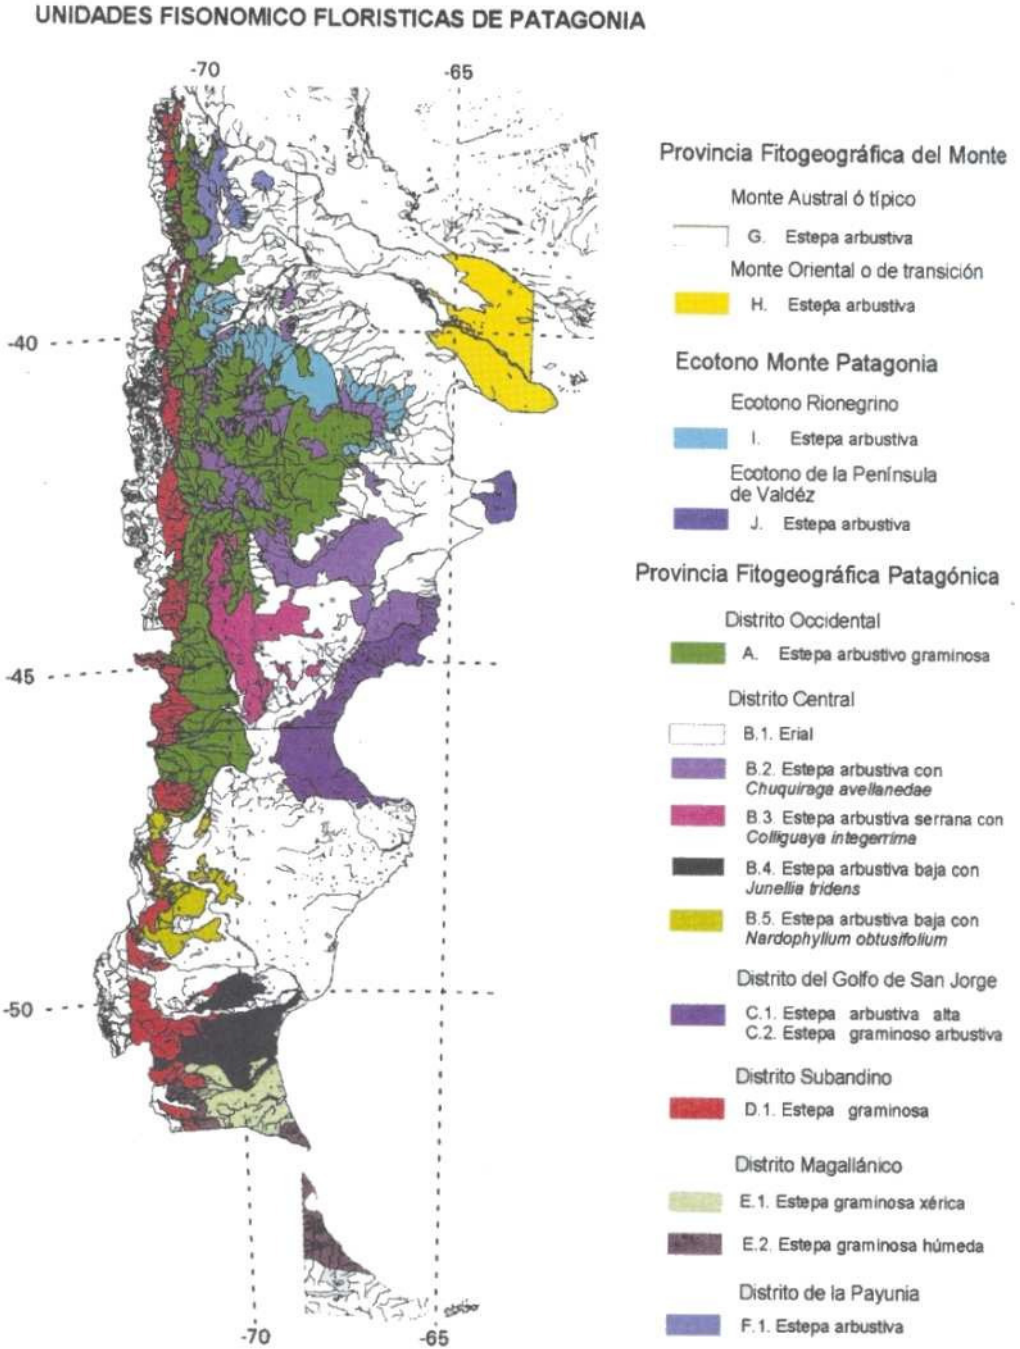 UNIDADES FISONOMICO FLORISTICAS DE PATAGONIA
-70
-65
-40
-45
-50
-70
-65
Provincia Fitogeográfica del Monte
Monte Austral ó típico
G. Estepa arbustiva
Monte Oriental o de transición
H. Estepa arbustiva
Ecotono Monte Patagonia
Ecotono Rionegrino
I. Estepa arbustiva
Ecotono de la Península
de Valdéz
J. Estepa arbustiva
Provincia Fitogeográfica Patagónica
Distrito Occidental
A. Estepa arbustivo graminosa
Distrito Central
B.1. Erial
B.2. Estepa arbustiva con
Chuquiraga avellanedae
B.3. Estepa arbustiva serrana con
Colliguaya integerrima
B.4. Estepa arbustiva baja con
Junellia tridens
B.5. Estepa arbustiva baja con
Nardophyllum obtusifolium
Distrito del Golfo de San Jorge
C.1. Estepa arbustiva alta
C.2. Estepa graminoso arbustiva
Distrito Subandino
D.1. Estepa graminosa
Distrito Magallánico
E.1. Estepa graminosa xérica
E.2. Estepa graminosa húmeda
Distrito de la Payunia
F.1. Estepa arbustiva